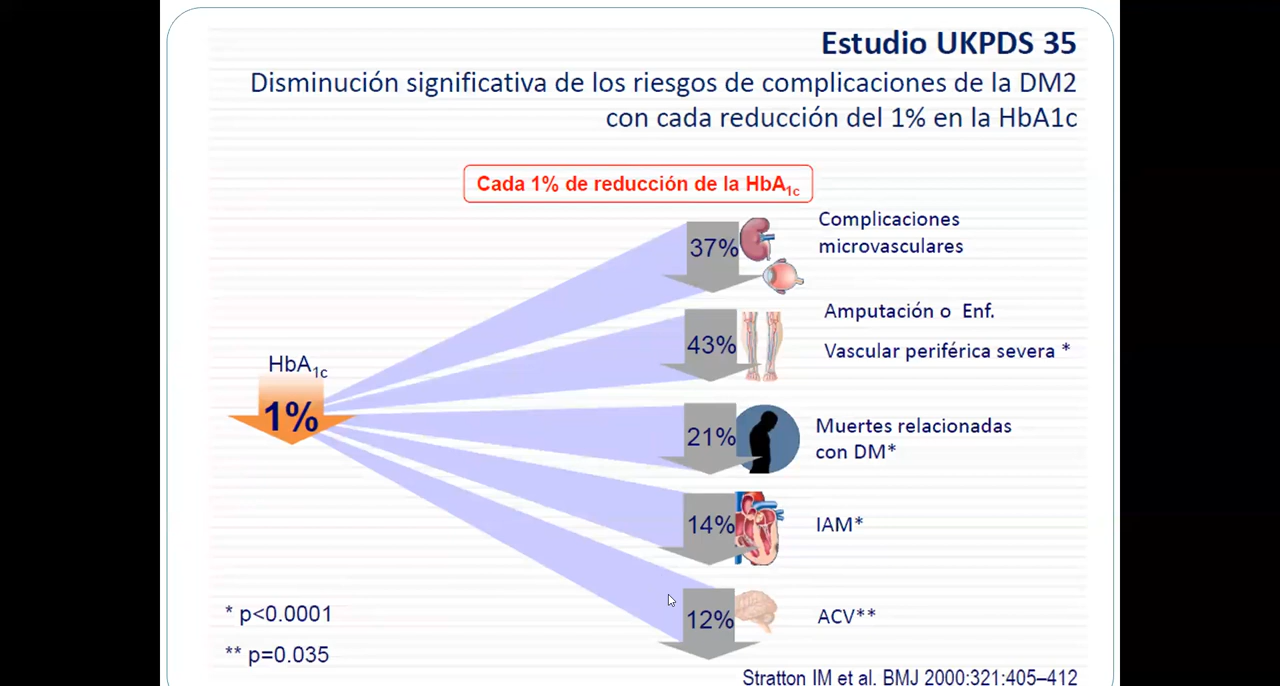 Estudio UKPDS 35
Disminución significativa de los riesgos de complicaciones de la DM2
con cada reducción del 1% en la HbA1c
Cada 1% de reducción de la HbA1c
37%
Complicaciones
microvasculares
43%
Amputación o Enf.
Vascular periférica severa *
HbA1c
1%
21%
Muertes relacionadas
con DM*
14%
IAM*
12%
ACV**
* p<0.0001
** p=0.035
Stratton IM et al. BMJ 2000:321:405–412